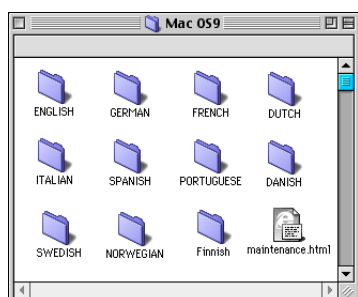 Mac OS9
ENGLISH GERMAN FRENCH DUTCH
ITALIAN SPANISH PORTUGUESE DANISH
SWEDISH NORWEGIAN Finnish maintenance.html